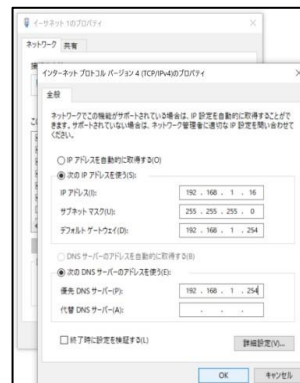 イーサネット 1のプロパティ
ネットワーク 共有
インターネット プロトコル バージョン 4 (TCP/IPv4)のプロパティ
全般
ネットワークでこの機能がサポートされている場合は、IP 設定を自動的に取得することがで
きます。サポートされていない場合は、ネットワーク管理者に適切な IP 設定を問い合わせて
ください。
IP アドレスを自動的に取得する(O)
次の IP アドレスを使う(S):
IP アドレス(I): 192 . 168 . 1 . 16
サブネット マスク(U): 255 . 255 . 255 . 0
デフォルト ゲートウェイ(D): 192 . 168 . 1 . 254
DNS サーバーのアドレスを自動的に取得する(B)
次の DNS サーバーのアドレスを使う(E):
優先 DNS サーバー(P): 192 . 168 . 1 . 254
代替 DNS サーバー(A): . . .
終了時に設定を検証する(L)
詳細設定(V)...
OK キャンセル